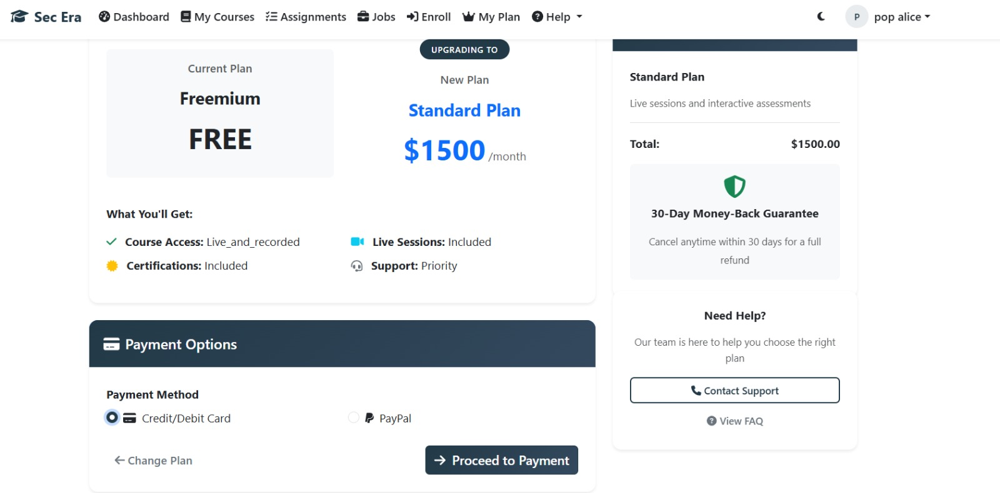 Sec Era
Dashboard
My Courses
Assignments
Jobs
Enroll
My Plan
Help
P
pop alice
Current Plan
Freemium
FREE
UPGRADING TO
New Plan
Standard Plan
$1500 /month
What You'll Get:
Course Access: Live_and_recorded
Live Sessions: Included
Certifications: Included
Support: Priority
Payment Options
Payment Method
Credit/Debit Card
PayPal
Change Plan
Proceed to Payment
Standard Plan
Live sessions and interactive assessments
Total: $1500.00
30-Day Money-Back Guarantee
Cancel anytime within 30 days for a full
refund
Need Help?
Our team is here to help you choose the right
plan
Contact Support
View FAQ